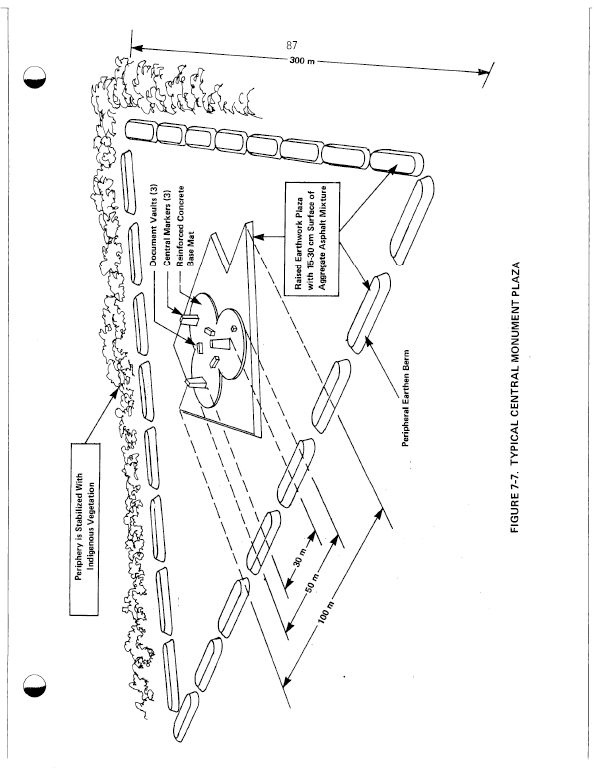 87
300 m
Document Vaults (3)
Central Markers (3)
Reinforced Concrete
Base Mat
Raised Earthwork Plaza
with 15-30 cm Surface of
Aggregate Asphalt Mixture
Periphery is Stabilized With
Indigenous Vegetation
Peripheral Earthen Berm
30 m
50 m
100 m
FIGURE 7-7. TYPICAL CENTRAL MONUMENT PLAZA